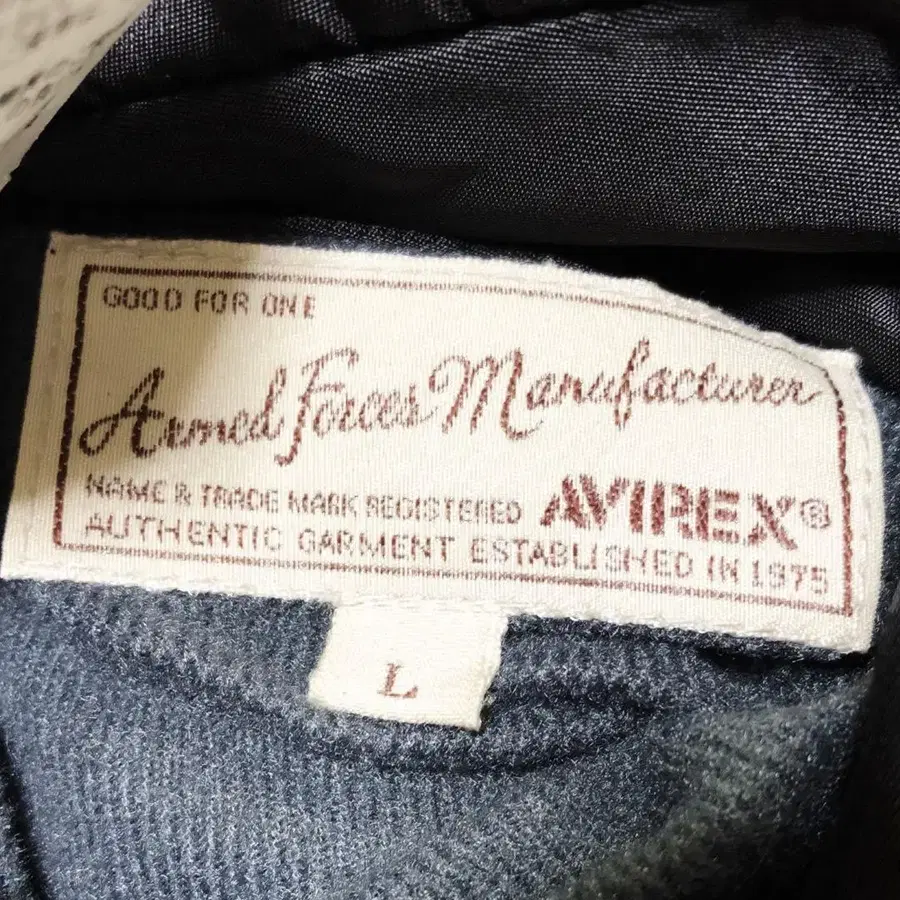 GOOD FOR ONE
Armed Forces Manufacturer
NAME & TRADE MARK REGISTERED AVIREX®
AUTHENTIC GARMENT ESTABLISHED IN 1975
L